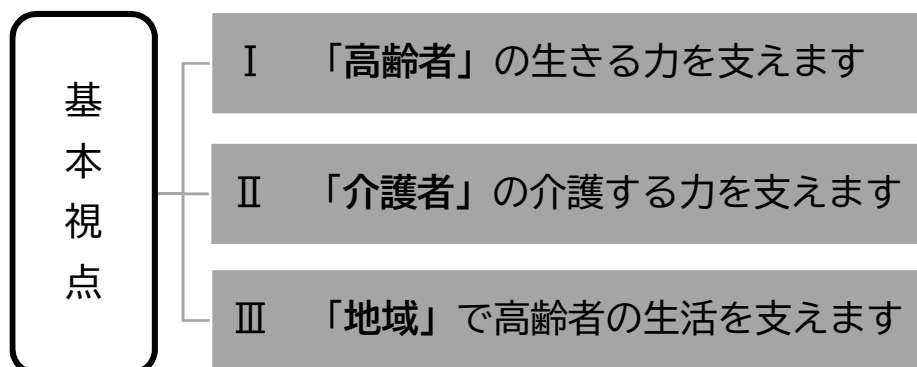 基本視点
Ⅰ 「高齢者」の生きる力を支えます
Ⅱ 「介護者」の介護する力を支えます
Ⅲ 「地域」で高齢者の生活を支えます